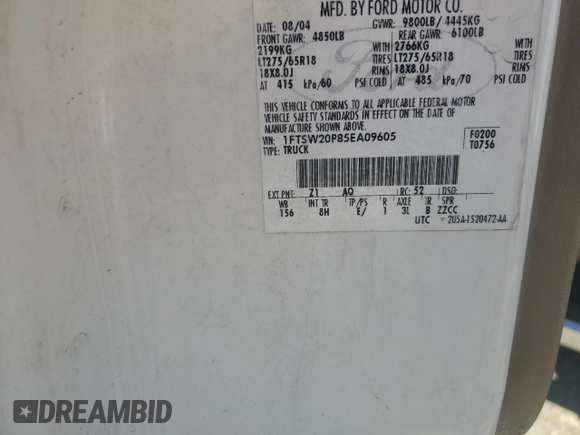 MFD. BY FORD MOTOR CO.
DATE 08/04 GVWR: 9800LB/ 4445KG
FRONT GAWR: 4850LB REAR GAWR: 6100LB
2199KG WITH 2766KG WITH
LT275/65R18 TIRES LT275/65R18 TIRES
18X8.0J RIMS 18X8.0J RIMS
AT 415 kPa/60 PSI COLD AT 485 kPa/70 PSI COLD
THIS VEHICLE CONFORMS TO ALL APPLICABLE FEDERAL MOTOR
VEHICLE SAFETY STANDARDS IN EFFECT ON THE DATE OF
MANUFACTURE SHOWN ABOVE.
VIN: 1FTSW20P85EA09605 F0200
TYPE: TRUCK T0756
EXT PNT: Z1 AQ RC: 52 DSO:
WB INT TR TP/PS R AXLE TR SPR
156 8H E/ 1 3L B ZZCC
UTC 2U5A-1520472-AA
DREAMBID